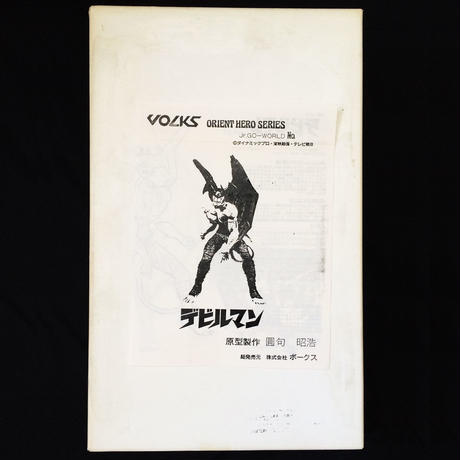 VOLKS ORIENT HERO SERIES
Jr.GO-WORLD
©ダイナミックプロ・東映動画・テレビ朝日
デビルマン
原型製作 圓句 昭浩
総発売元 株式会社 ボークス